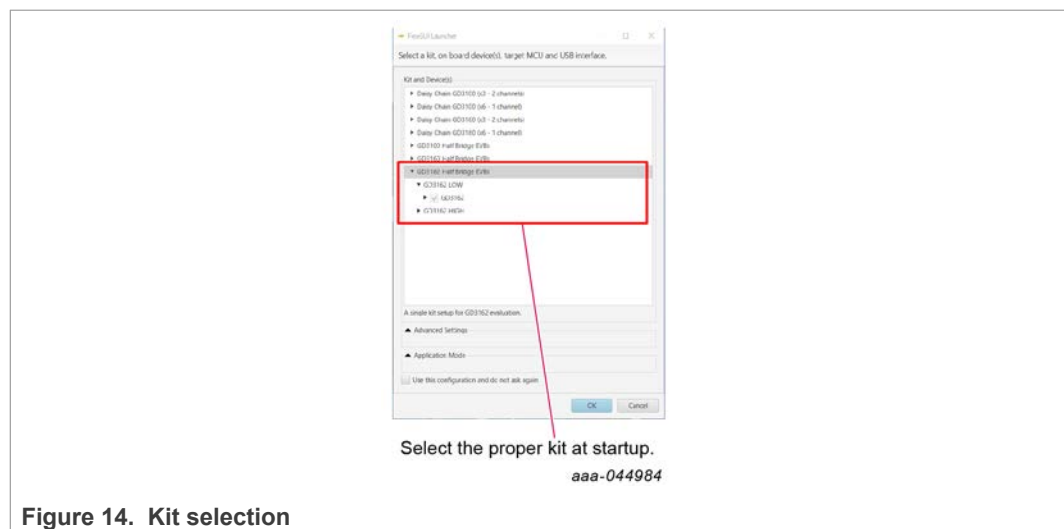 FlexGUI Launcher
Select a kit, on board device(s), target MCU and USB interface.
Kit and Device(s)
Daisy Chain GD3100 (x3 - 2 channels)
Daisy Chain GD3100 (x6 - 1 channel)
Daisy Chain GD3160 (x3 - 2 channels)
Daisy Chain GD3160 (x6 - 1 channel)
GD3100 Half Bridge EVBs
GD3160 Half Bridge EVBs
GD3162 Half Bridge EVBs
GD3162 LOW
GD3162
GD3162 HIGH
A single kit setup for GD3162 evaluation.
Advanced Settings
Application Mode
Use this configuration and do not ask again
OK Cancel
Select the proper kit at startup.
aaa-044984
Figure 14. Kit selection